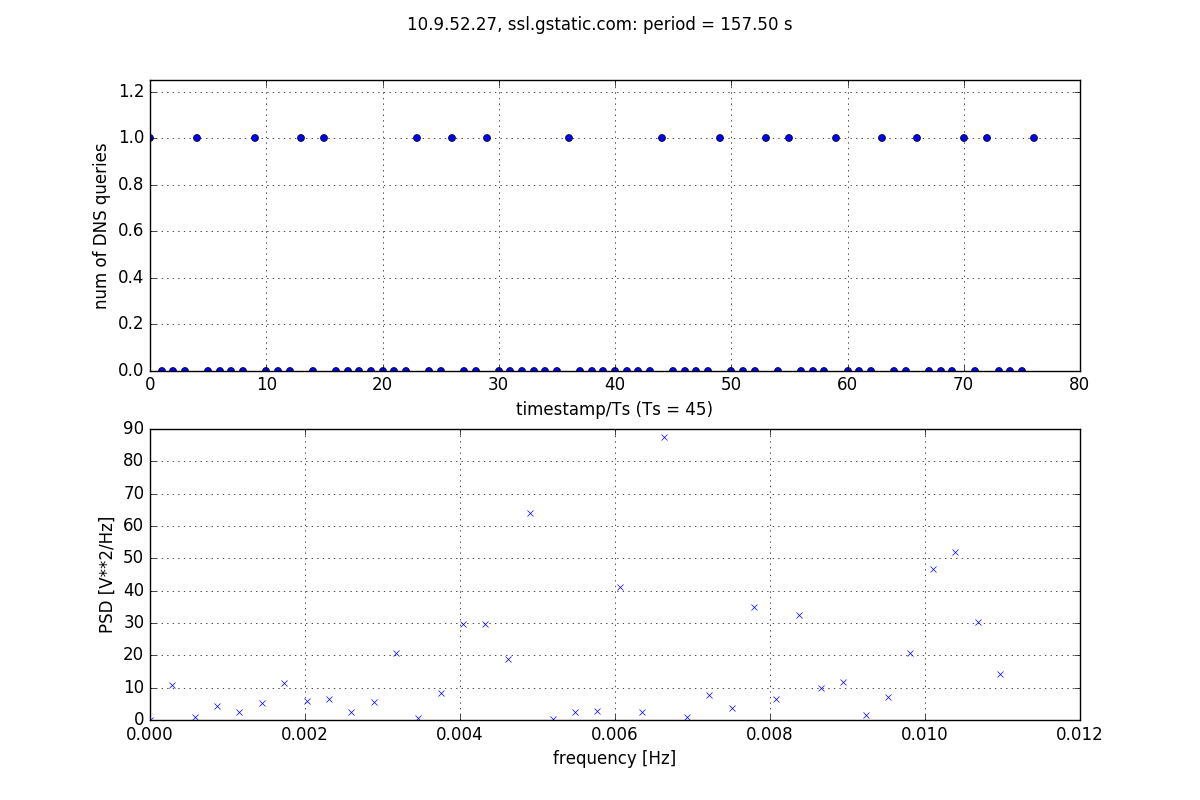 10.9.52.27, ssl.gstatic.com: period = 157.50 s
1.2
1.0
0.8
0.6
0.4
0.2
0.0
num of DNS queries
0 10 20 30 40 50 60 70 80
timestamp/Ts (Ts = 45)
90
80
70
60
50
40
30
20
10
0
PSD [V**2/Hz]
0.000 0.002 0.004 0.006 0.008 0.010 0.012
frequency [Hz]